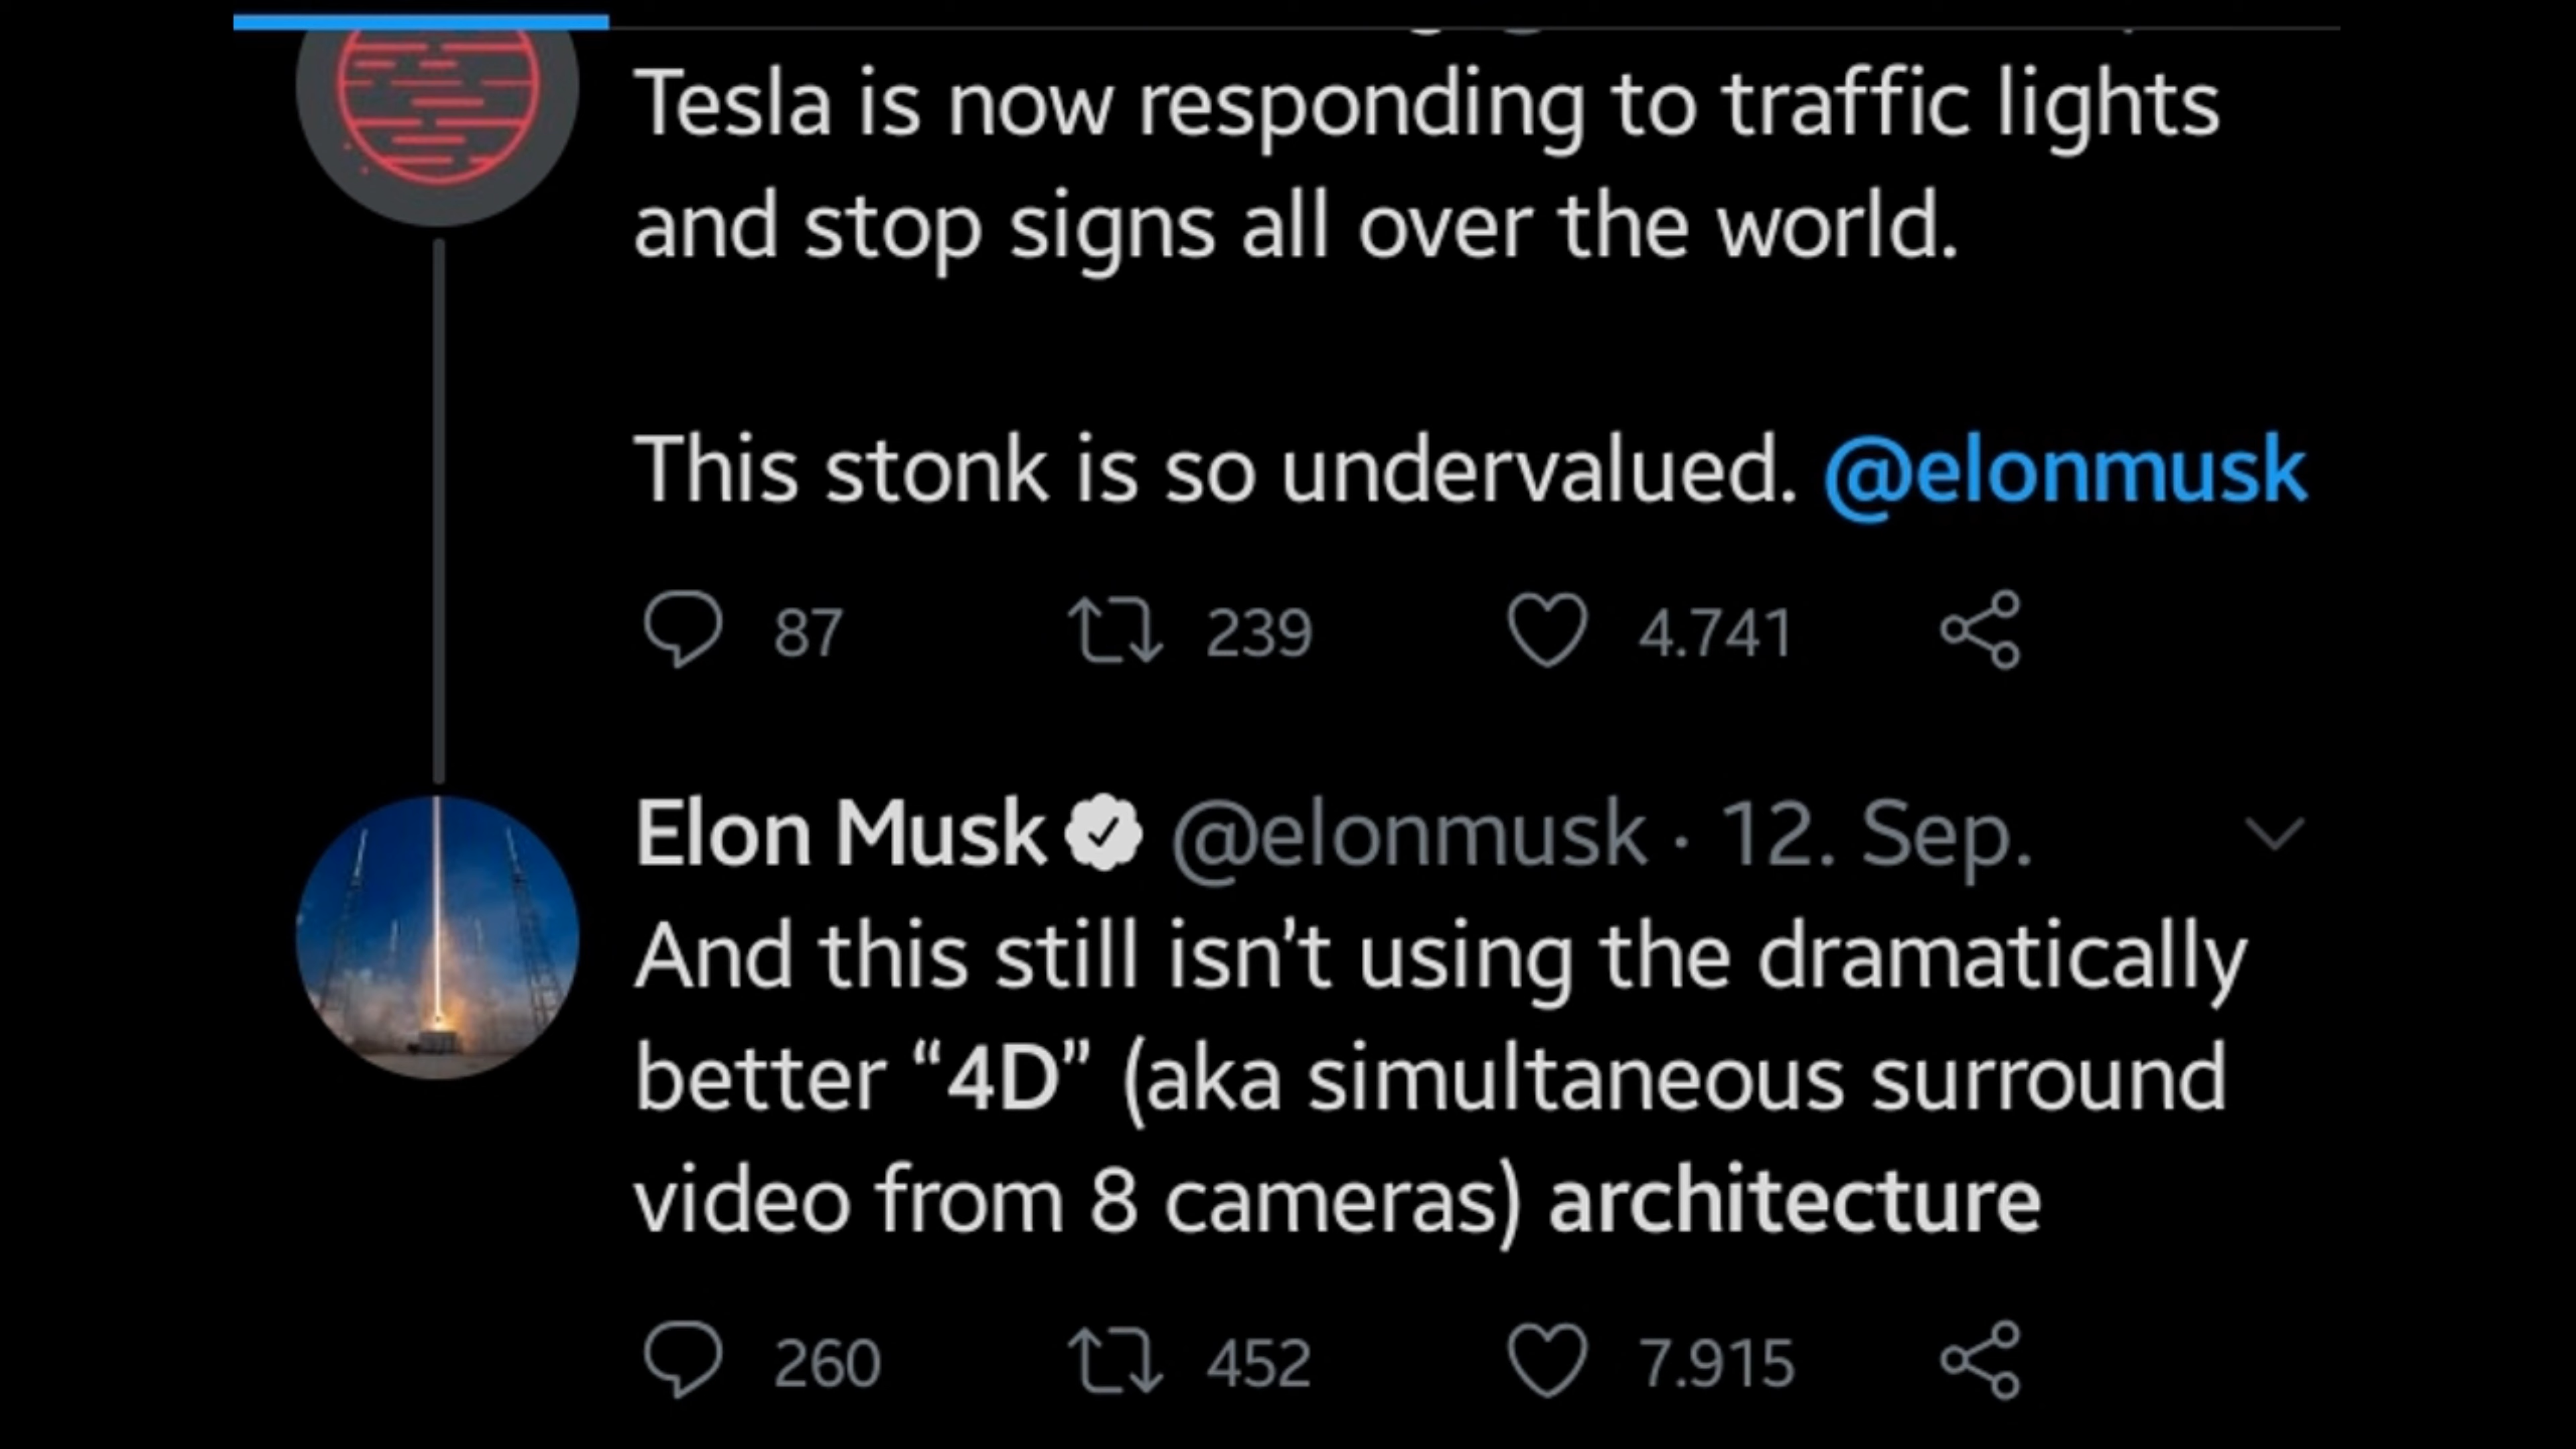 Tesla is now responding to traffic lights
and stop signs all over the world.
This stonk is so undervalued. @elonmusk
87 239 4.741
Elon Musk @elonmusk · 12. Sep.
And this still isn’t using the dramatically
better “4D” (aka simultaneous surround
video from 8 cameras) architecture
260 452 7.915